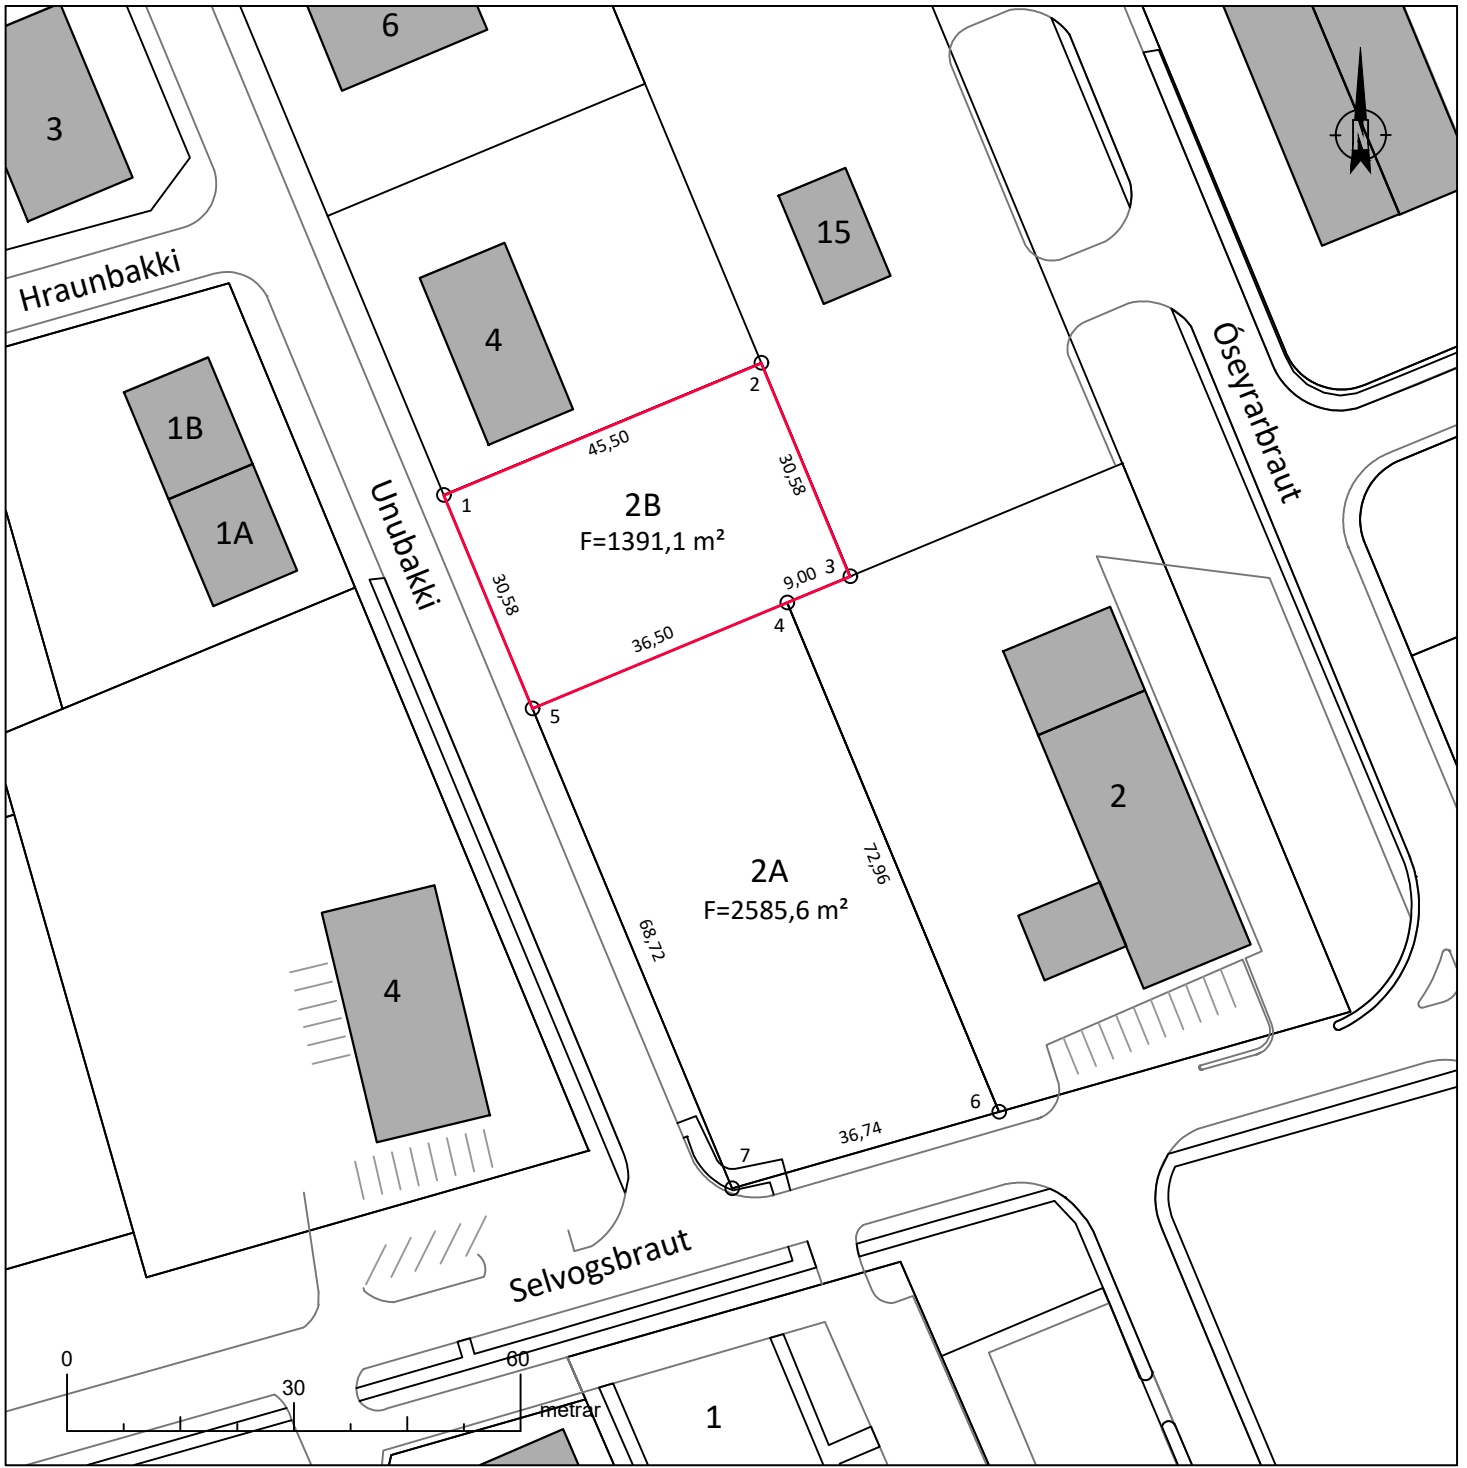 6
3
N
15
Hraunbakki
4
Óseyrarbraut
1B
2
45,50
30,58
1
2B
F=1391,1 m²
1A
Unubakki
30,58
9,00
3
4
36,50
5
2
2A
F=2585,6 m²
72,96
68,72
4
6
36,74
7
Selvogsbraut
0
30
60
metrar
1